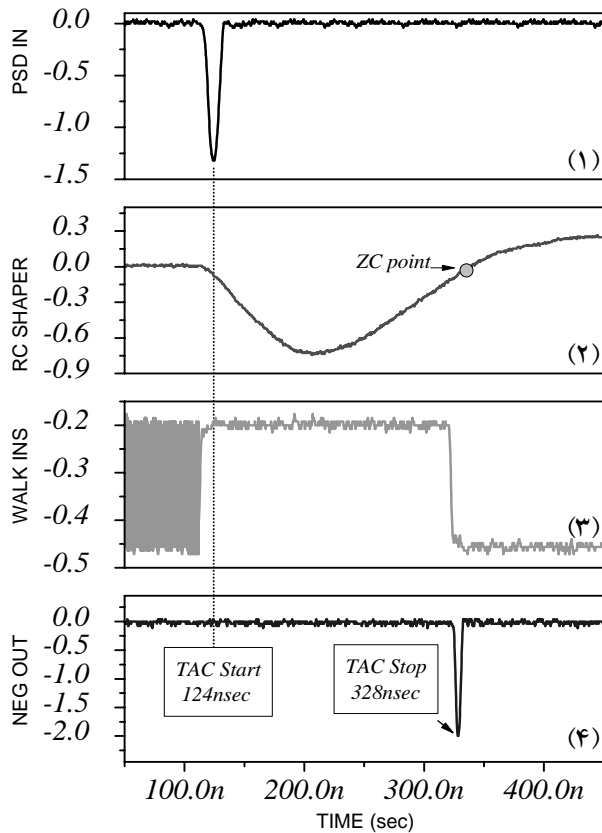 PSD IN
0.0
-0.5
-1.0
-1.5
(۱)
RC SHAPER
0.3
0.0
-0.3
-0.6
-0.9
ZC point
(۲)
WALK INS
-0.2
-0.3
-0.4
-0.5
(۳)
NEG OUT
0.0
-0.5
-1.0
-1.5
-2.0
TAC Start
124nsec
TAC Stop
328nsec
(۴)
100.0n 200.0n 300.0n 400.0n
TIME (sec)